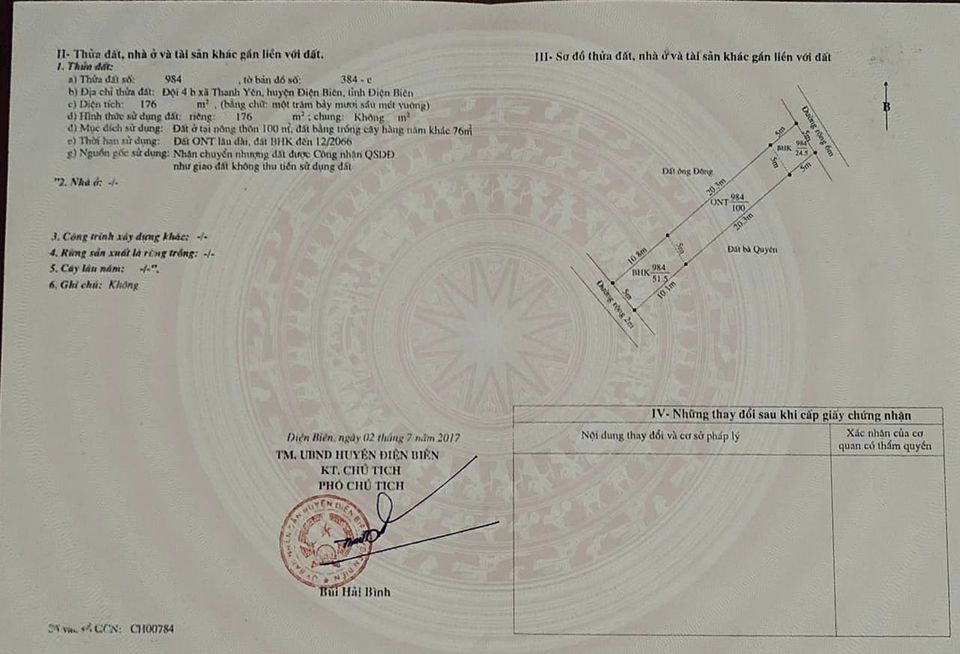 II- Thửa đất, nhà ở và tài sản khác gắn liền với đất.
1. Thửa đất:
a) Thửa đất số: 984 , tờ bản đồ số: 384 - c
b) Địa chỉ thửa đất: Đội 4 b xã Thanh Yên, huyện Điện Biên, tỉnh Điện Biên
c) Diện tích: 176 m² , (bằng chữ: một trăm bảy mươi sáu mét vuông)
d) Hình thức sử dụng đất: riêng: 176 m² ; chung: Không m²
đ) Mục đích sử dụng: Đất ở tại nông thôn 100 m², đất bằng trồng cây hàng năm khác 76m²
e) Thời hạn sử dụng: Đất ONT lâu dài, đất BHK đến 12/2066
g) Nguồn gốc sử dụng: Nhận chuyển nhượng đất được Công nhận QSDĐ
như giao đất không thu tiền sử dụng đất
"2. Nhà ở: -/-
3. Công trình xây dựng khác: -/-
4. Rừng sản xuất là rừng trồng: -/-
5. Cây lâu năm: -/-".
6. Ghi chú: Không
III- Sơ đồ thửa đất, nhà ở và tài sản khác gắn liền với đất
B
Đường rộng 6m
5m
5m
BHK 984
24.5
5m
5m
Đất ông Đông
20.3m
ONT 984
100
20.3m
Đất bà Quyên
10.8m
5m
BHK 984
51.5
10.1m
5m
Đường rộng 2m
Điện Biên, ngày 02 tháng 7 năm 2017
TM. UBND HUYỆN ĐIỆN BIÊN
KT. CHỦ TỊCH
PHÓ CHỦ TỊCH
Bùi Hải Bình
IV- Những thay đổi sau khi cấp giấy chứng nhận
Nội dung thay đổi và cơ sở pháp lý
Xác nhận của cơ
quan có thẩm quyền
GCN: CH00784